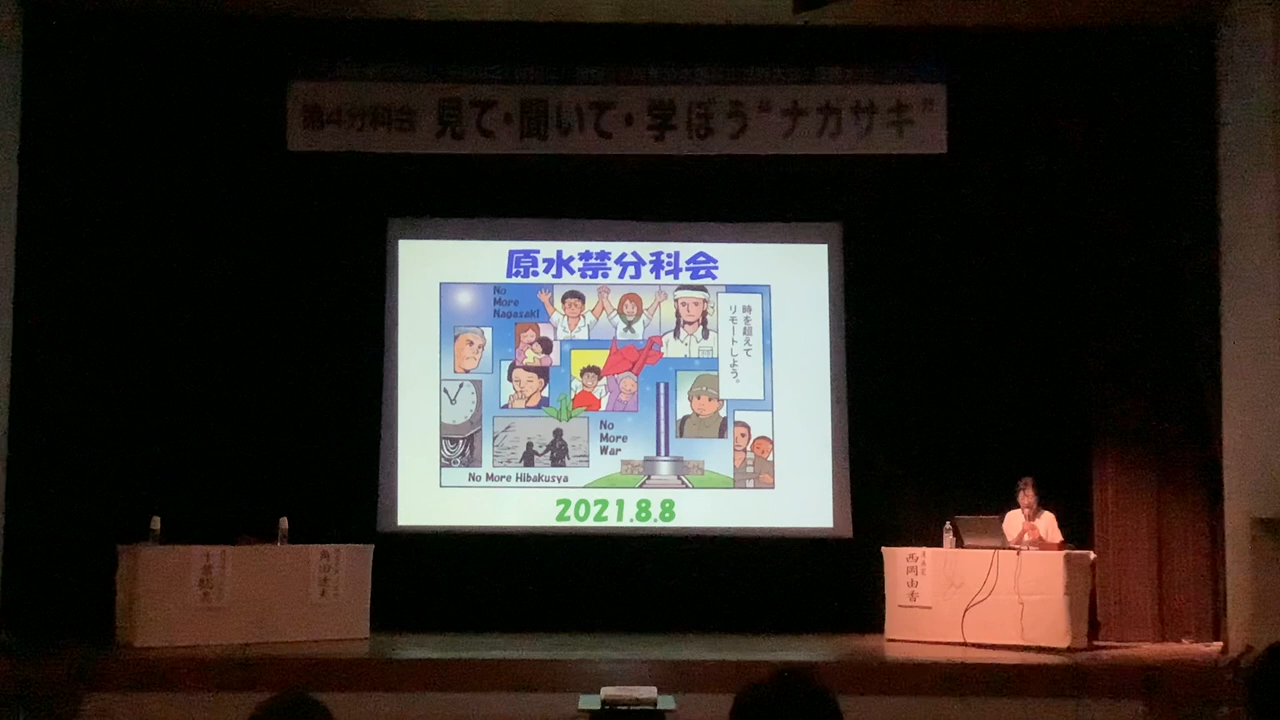 第4分科会 見て・聞いて・学ぼう“ナガサキ”
原水禁分科会
No
More
Nagasaki
時を超えて
リモートしよう。
No
More
War
No More Hibakusya
2021.8.8
西岡由香